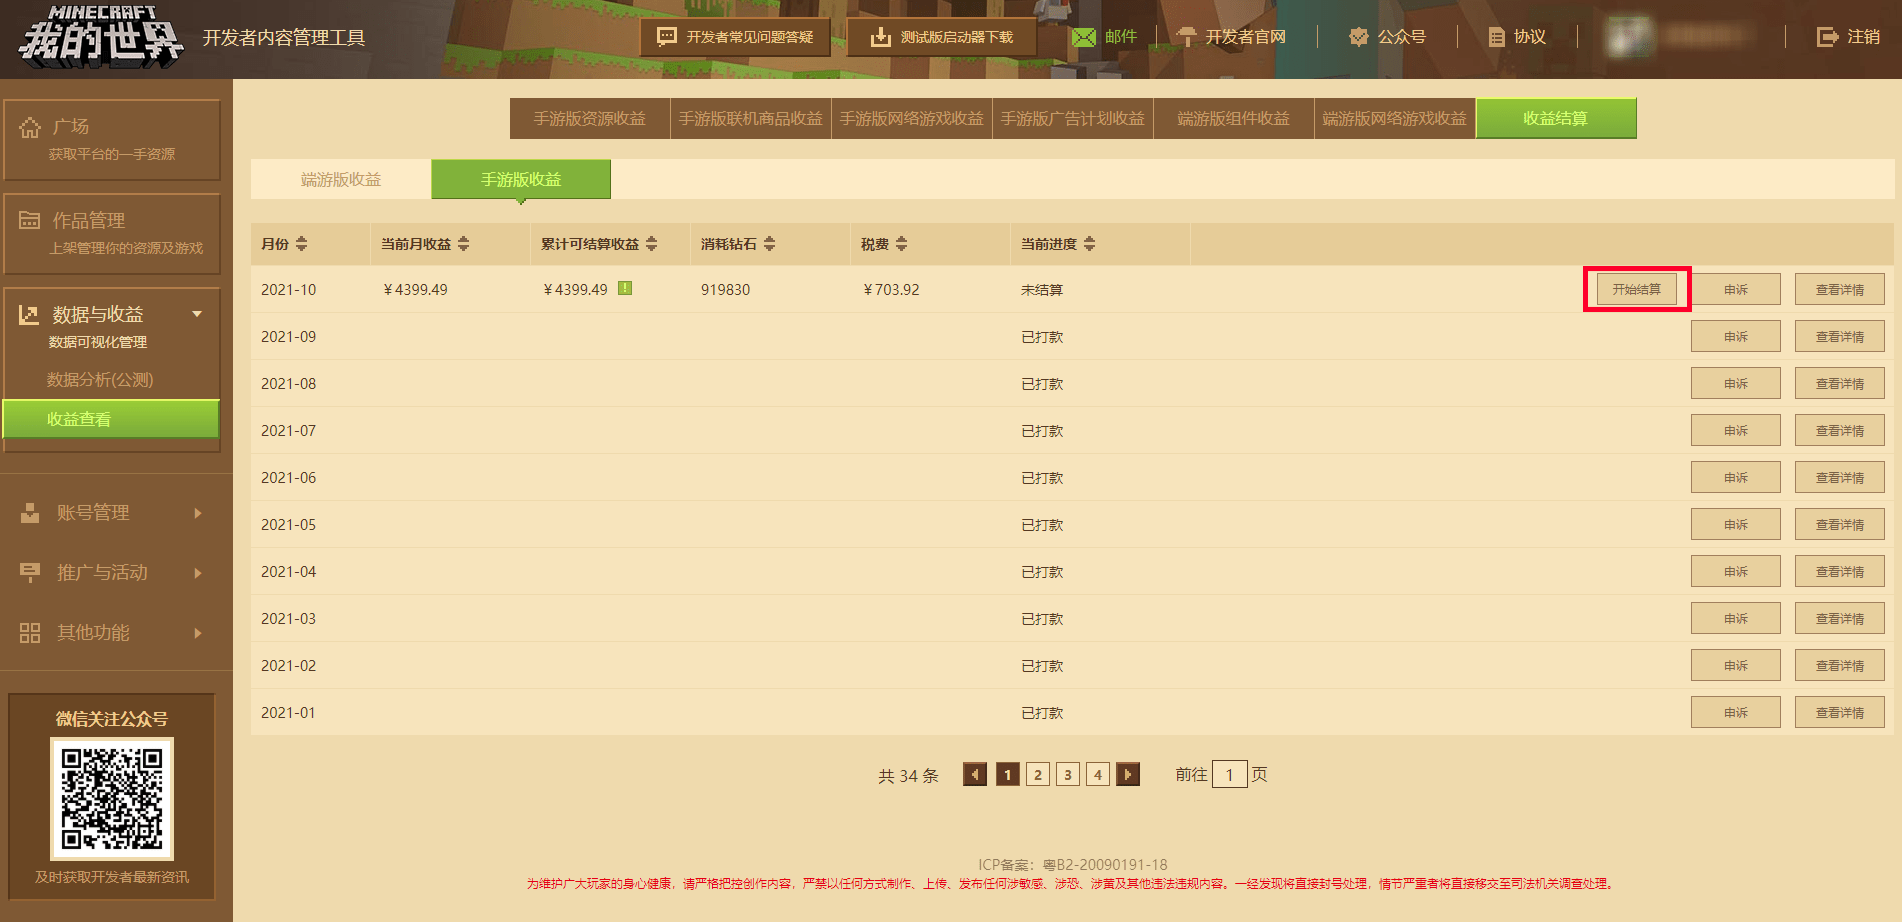 MINECRAFT
我的世界
开发者内容管理工具
开发者常见问题答疑
测试版启动器下载
邮件
开发者官网
公众号
协议
注销
广场
获取平台的一手资源
作品管理
上架管理你的资源及游戏
数据与收益
数据可视化管理
数据分析(公测)
收益查看
账号管理
推广与活动
其他功能
微信关注公众号
及时获取开发者最新资讯
手游版资源收益 手游版联机商品收益 手游版网络游戏收益 手游版广告计划收益 端游版组件收益 端游版网络游戏收益 收益结算
端游版收益 手游版收益
月份 当前月收益 累计可结算收益 消耗钻石 税费 当前进度
2021-10 ￥4399.49 ￥4399.49 919830 ￥703.92 未结算 开始结算 申诉 查看详情
2021-09 已打款 申诉 查看详情
2021-08 已打款 申诉 查看详情
2021-07 已打款 申诉 查看详情
2021-06 已打款 申诉 查看详情
2021-05 已打款 申诉 查看详情
2021-04 已打款 申诉 查看详情
2021-03 已打款 申诉 查看详情
2021-02 已打款 申诉 查看详情
2021-01 已打款 申诉 查看详情
共 34 条 1 2 3 4 前往 1 页
ICP备案：粤B2-20090191-18
为维护广大玩家的身心健康，请严格把控创作内容，严禁以任何方式制作、上传、发布任何涉敏感、涉恐、涉黄及其他违法违规内容。一经发现将直接封号处理，情节严重者将直接移交至司法机关调查处理。